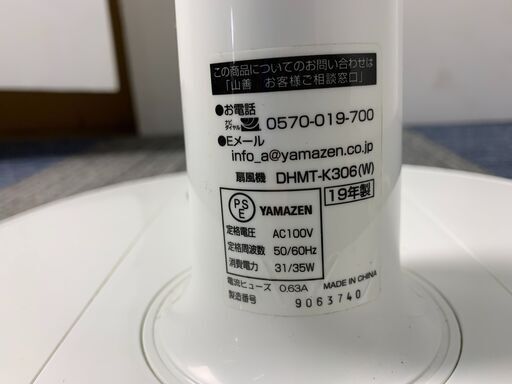 この商品についてのお問い合わせは
「山善 お客様ご相談窓口」
●お電話
ナビダイヤル 0570-019-700
●Eメール
info_a@yamazen.co.jp
扇風機 DHMT-K306(W)
19年製
PSE YAMAZEN
定格電圧 AC100V
定格周波数 50/60Hz
消費電力 31/35W
電流ヒューズ 0.63A MADE IN CHINA
製造番号 9063740